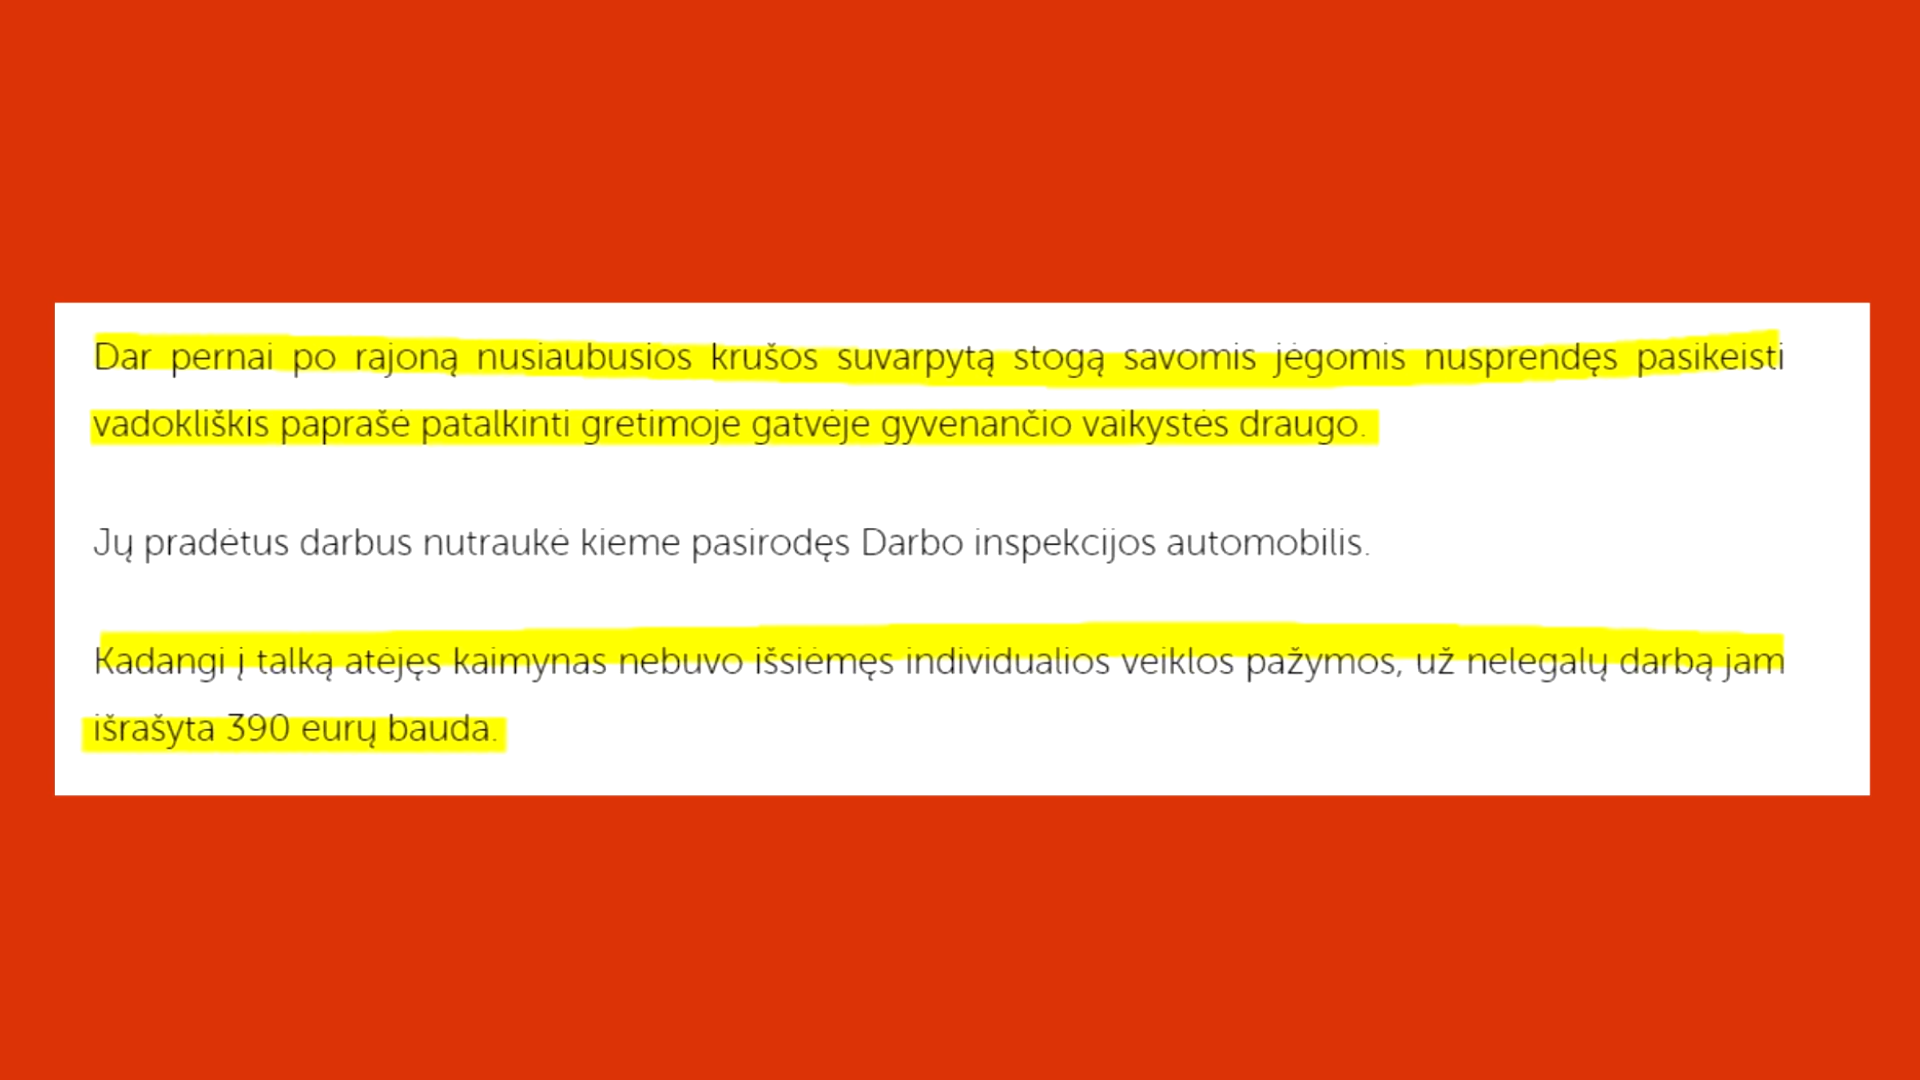 Dar pernai po rajoną nusiaubusios krušos suvarpytą stogą savomis jėgomis nusprendęs pasikeisti
vadokliškis paprašė patalkinti gretimoje gatvėje gyvenančio vaikystės draugo.
Jų pradėtus darbus nutraukė kieme pasirodęs Darbo inspekcijos automobilis.
Kadangi į talką atėjęs kaimynas nebuvo išsiėmęs individualios veiklos pažymos, už nelegalų darbą jam
išrašyta 390 eurų bauda.